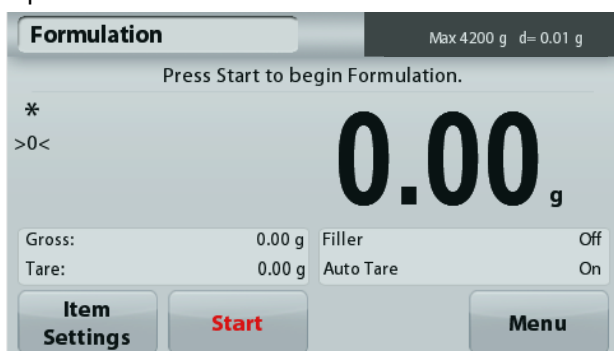 Formulation
Max 4200 g d= 0.01 g
Press Start to begin Formulation.
*
>0<
0.00 g
Gross: 0.00 g
Tare: 0.00 g
Filler Off
Auto Tare On
Item
Settings
Start
Menu